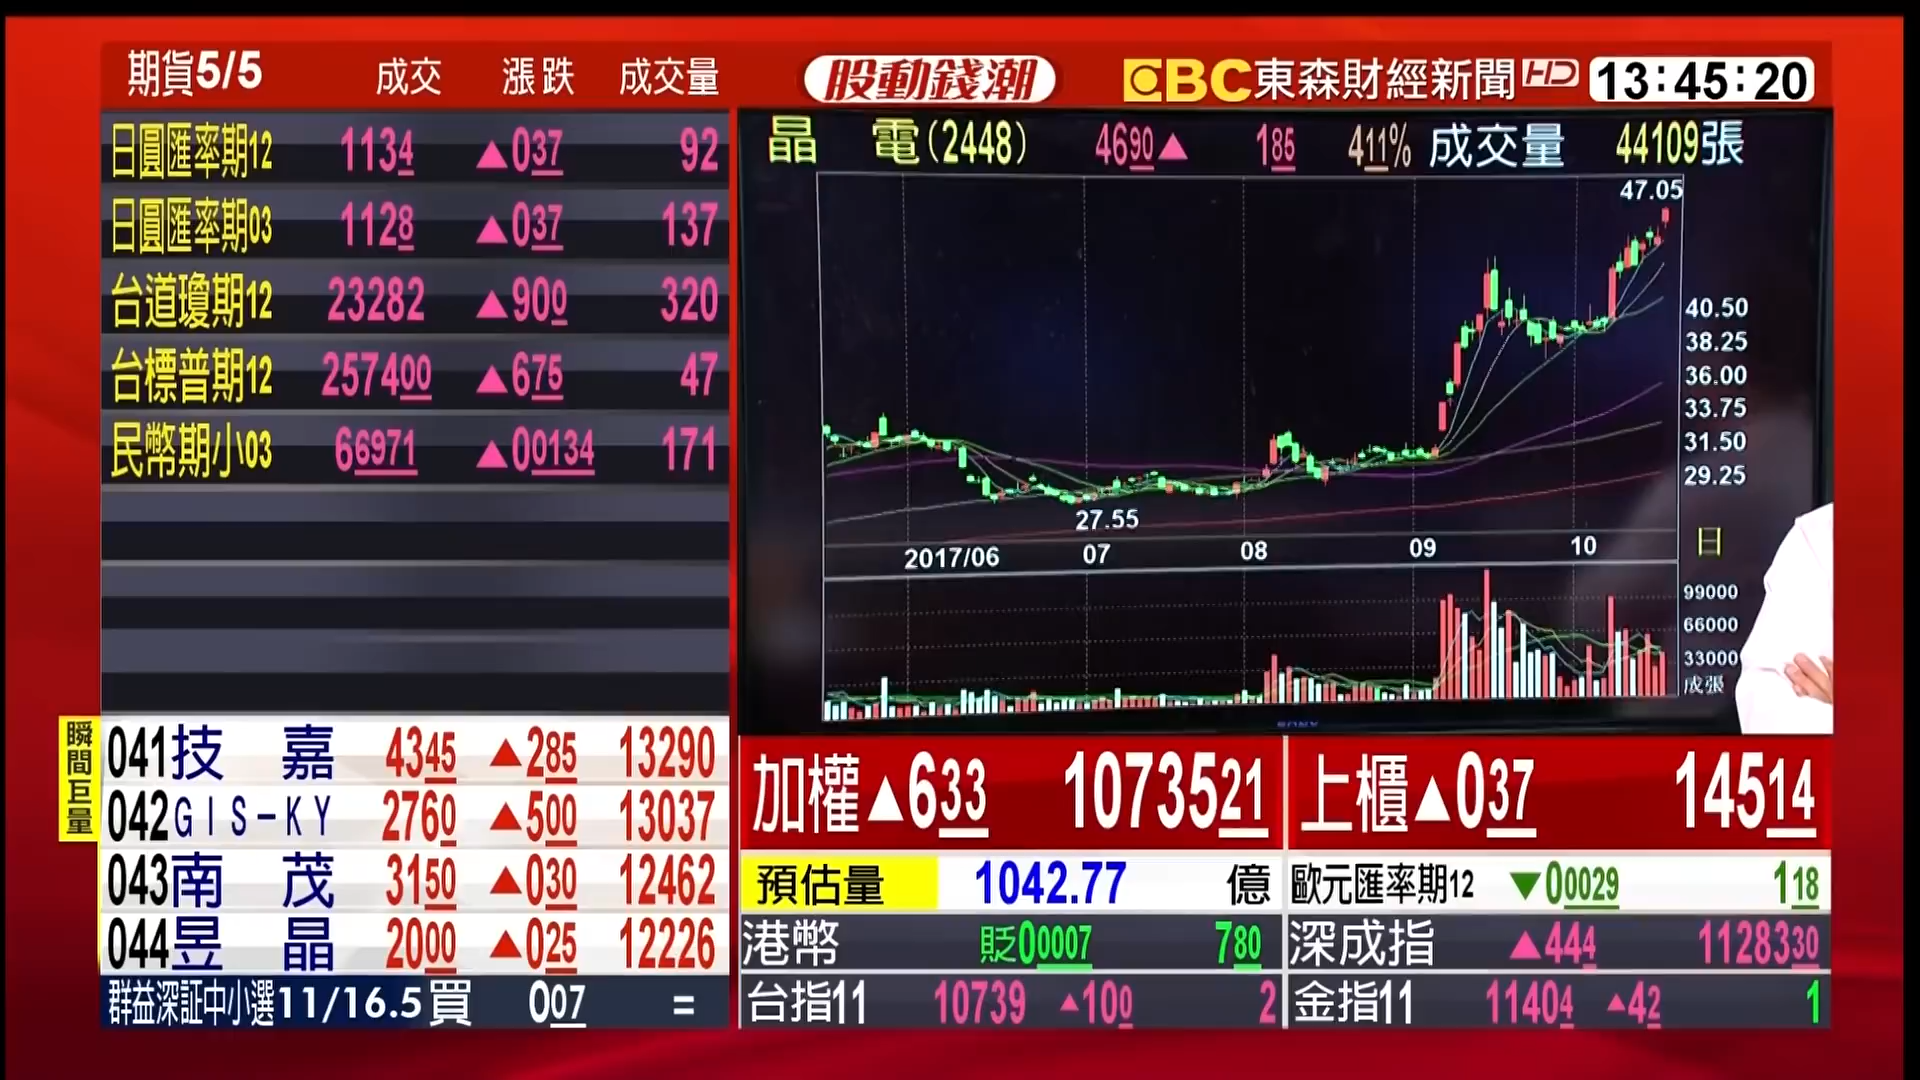 期貨5/5 成交 漲跌 成交量
股動錢潮
EBC東森財經新聞HD 13:45:20
日圓匯率期12 1134 ▲037 92
日圓匯率期03 1128 ▲037 137
台道瓊期12 23282 ▲900 320
台標普期12 257400 ▲675 47
民幣期小03 66971 ▲00134 171
晶電(2448) 4690▲ 185 411% 成交量 44109張
47.05
40.50
38.25
36.00
33.75
31.50
29.25
27.55
2017/06 07 08 09 10 日
99000
66000
33000
成張
SONY
瞬間巨量
041技嘉 4345 ▲285 13290
042GIS-KY 2760 ▲500 13037
043南茂 3150 ▲030 12462
044昱晶 2000 ▲025 12226
群益深証中小選11/16.5買 007 =
加權▲633 1073521
上櫃▲037 14514
預估量 1042.77 億
歐元匯率期12 ▼00029 118
港幣 貶00007 780
深成指 ▲444 1128330
台指11 10739 ▲100 2
金指11 11404 ▲42 1